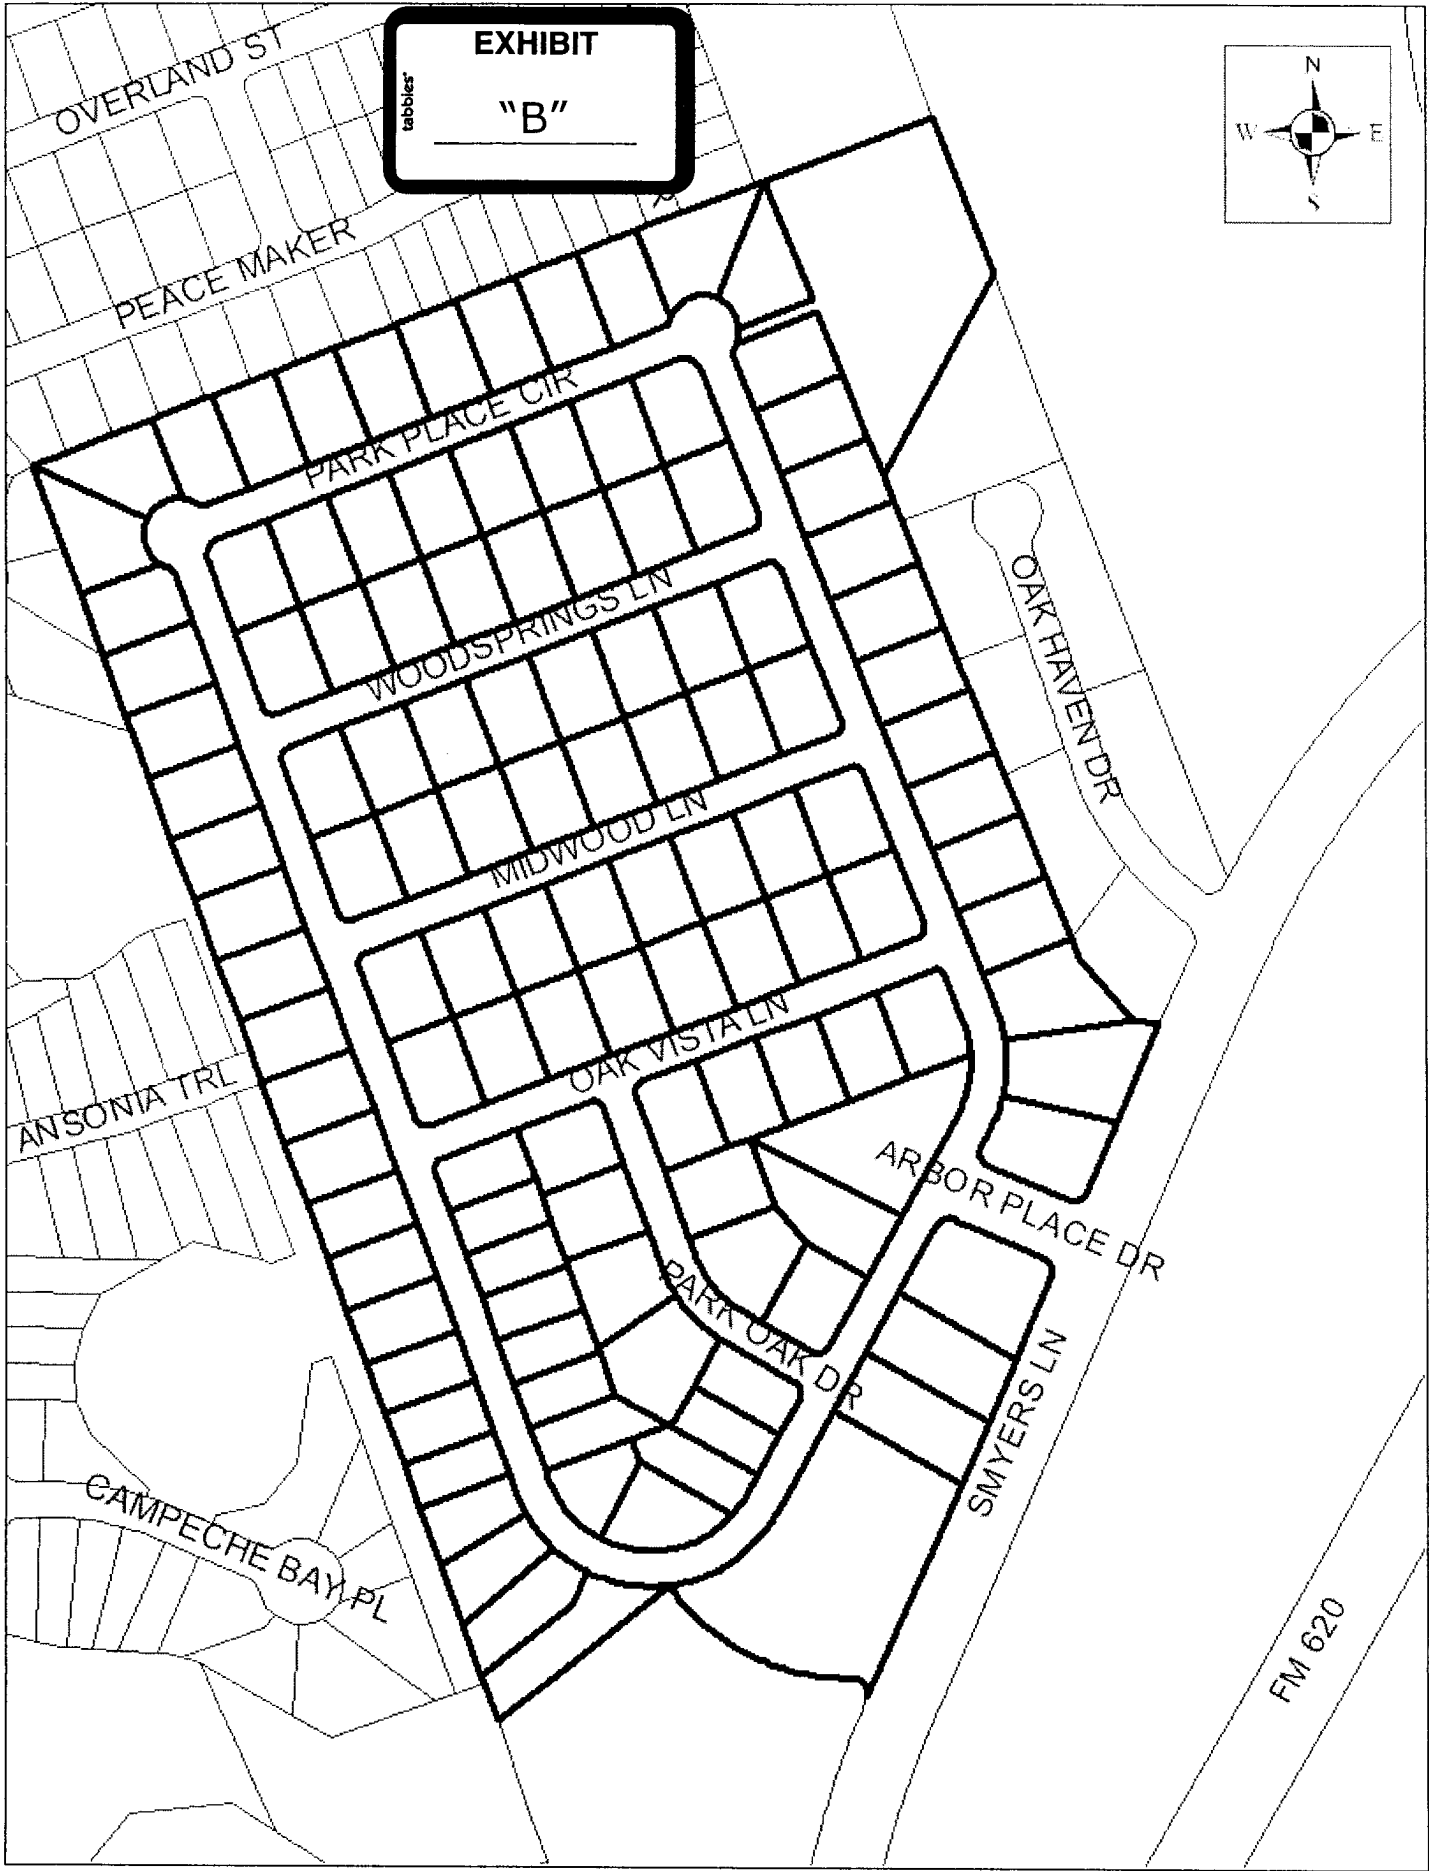 EXHIBIT
tabbies®
"B"
N
W
E
S
OVERLAND ST
PEACE MAKER
PARK PLACE CIR
WOODSPRINGS LN
OAK HAVEN DR
MIDWOOD LN
OAK VISTA LN
ANSONIA TRL
ARBOR PLACE DR
PARK OAK DR
SMYERS LN
CAMPECHE BAY PL
FM 620